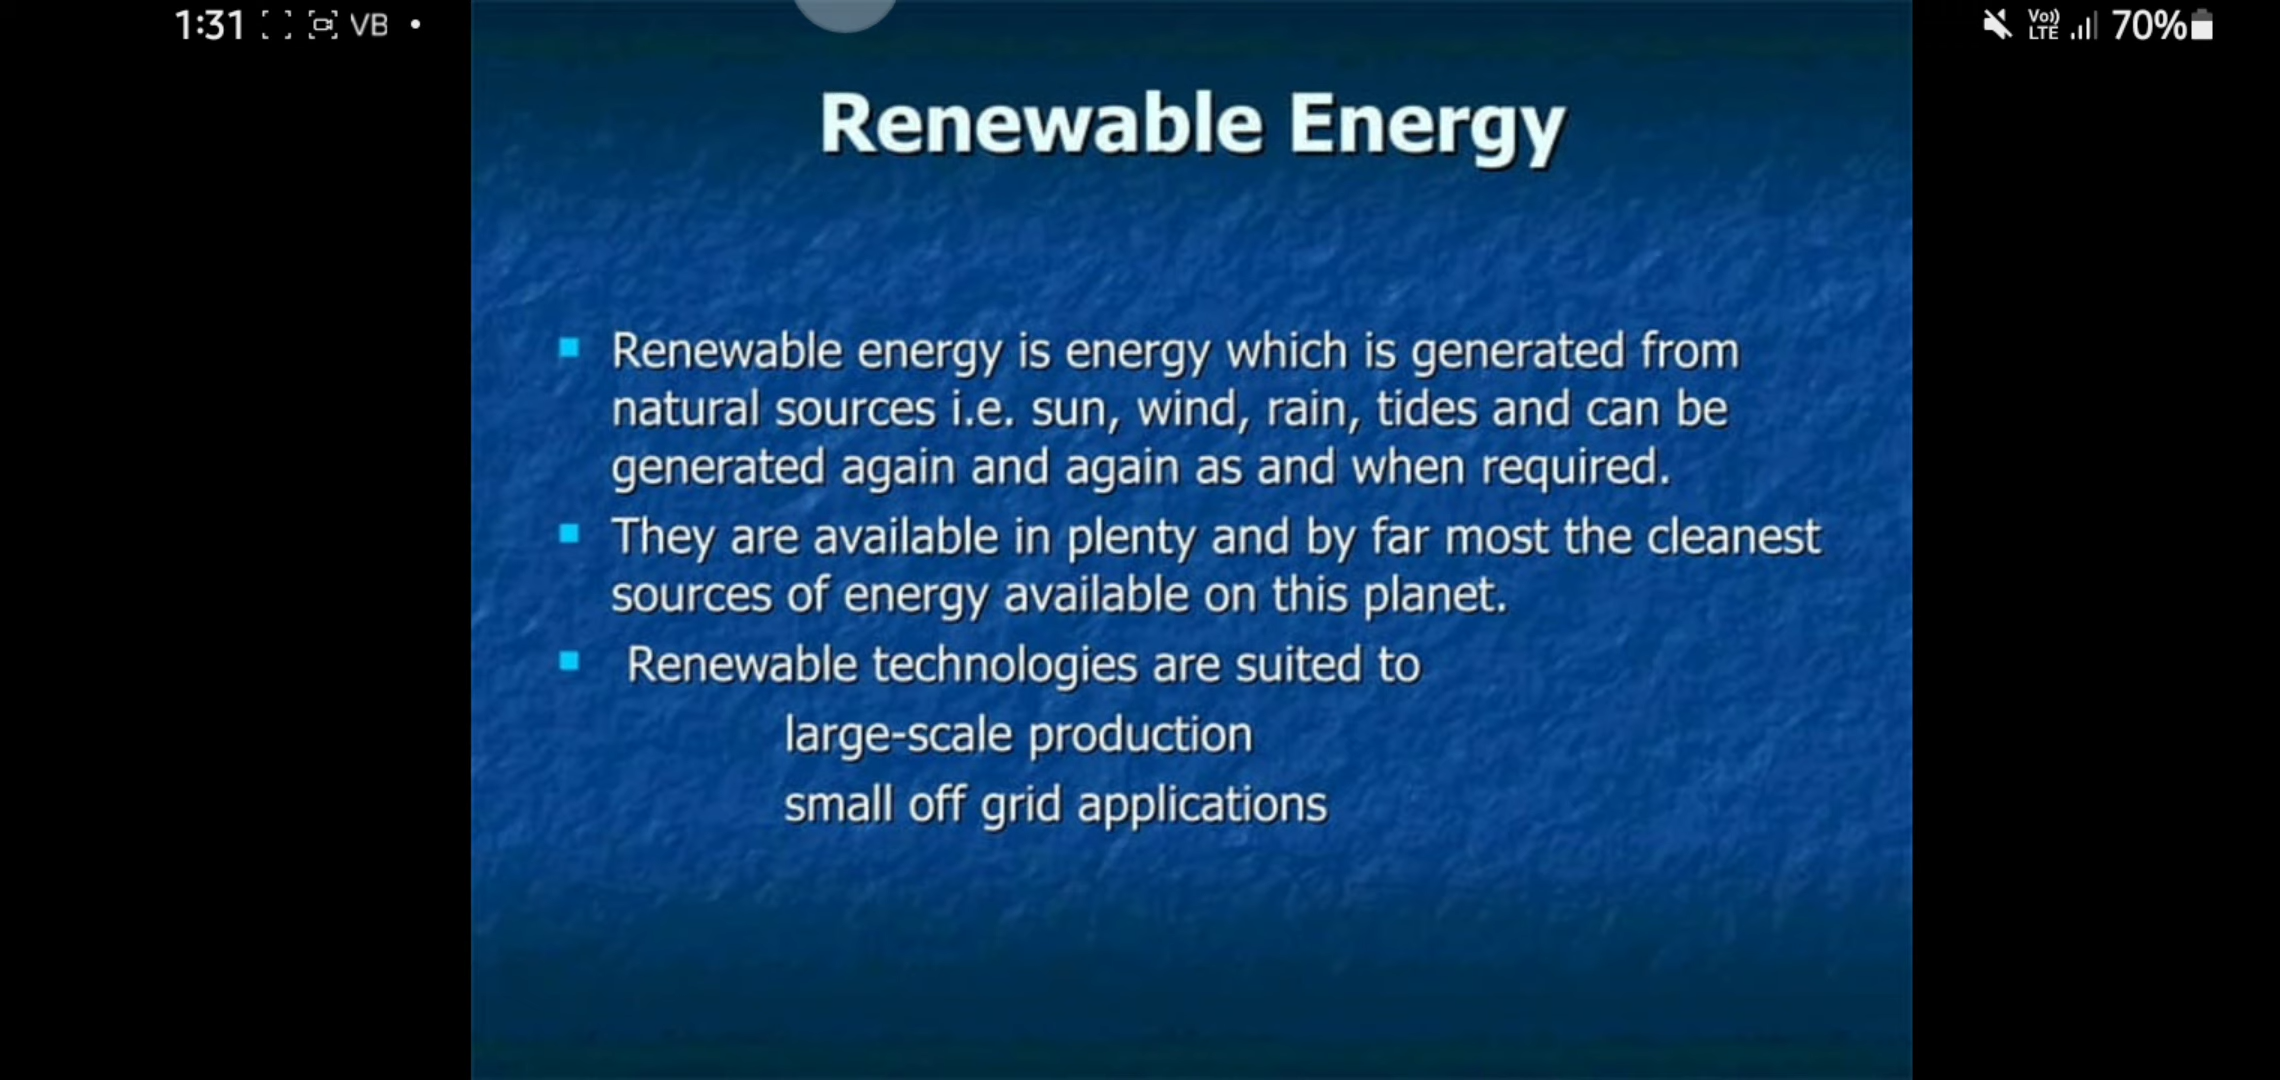 1:31 VB •
Vo)) LTE 70%
Renewable Energy
Renewable energy is energy which is generated from
natural sources i.e. sun, wind, rain, tides and can be
generated again and again as and when required.
They are available in plenty and by far most the cleanest
sources of energy available on this planet.
Renewable technologies are suited to
large-scale production
small off grid applications